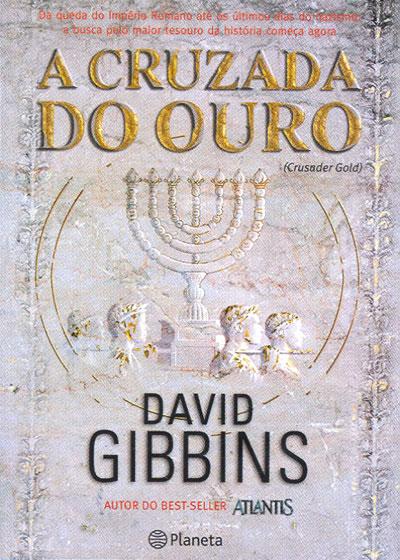 Da queda do Império Romano até os últimos dias do nazismo,
a busca pelo maior tesouro da história começa agora
A CRUZADA
DO OURO
(Crusader Gold)
DAVID
GIBBINS
AUTOR DO BEST-SELLER ATLANTIS
Planeta